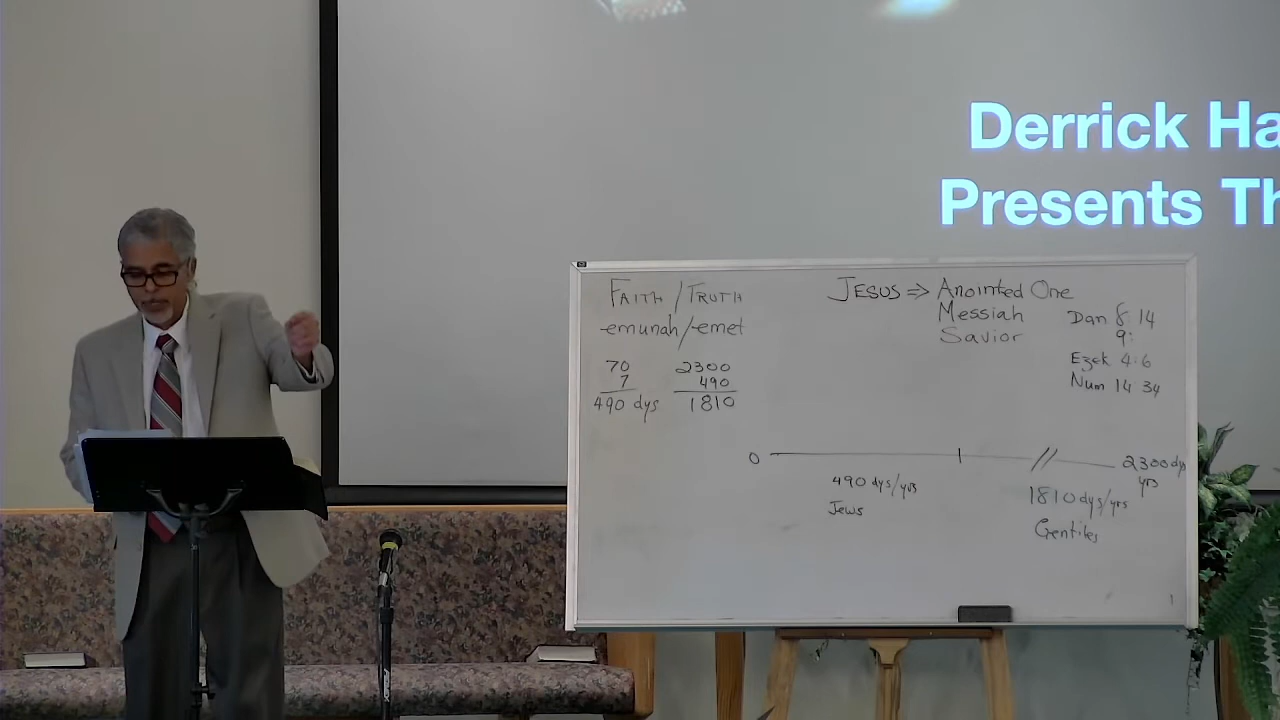 Derrick Ha
Presents Th
FAITH / TRUTH
emunah/emet
70
7
490 dys
2300
490
1810
JESUS ⇒ Anointed One
Messiah
Savior
Dan 8:14
9:
Ezek 4:6
Num 14 34
0
2300 dys
yrs
490 dys/yrs
Jews
1810 dys/yrs
Gentiles